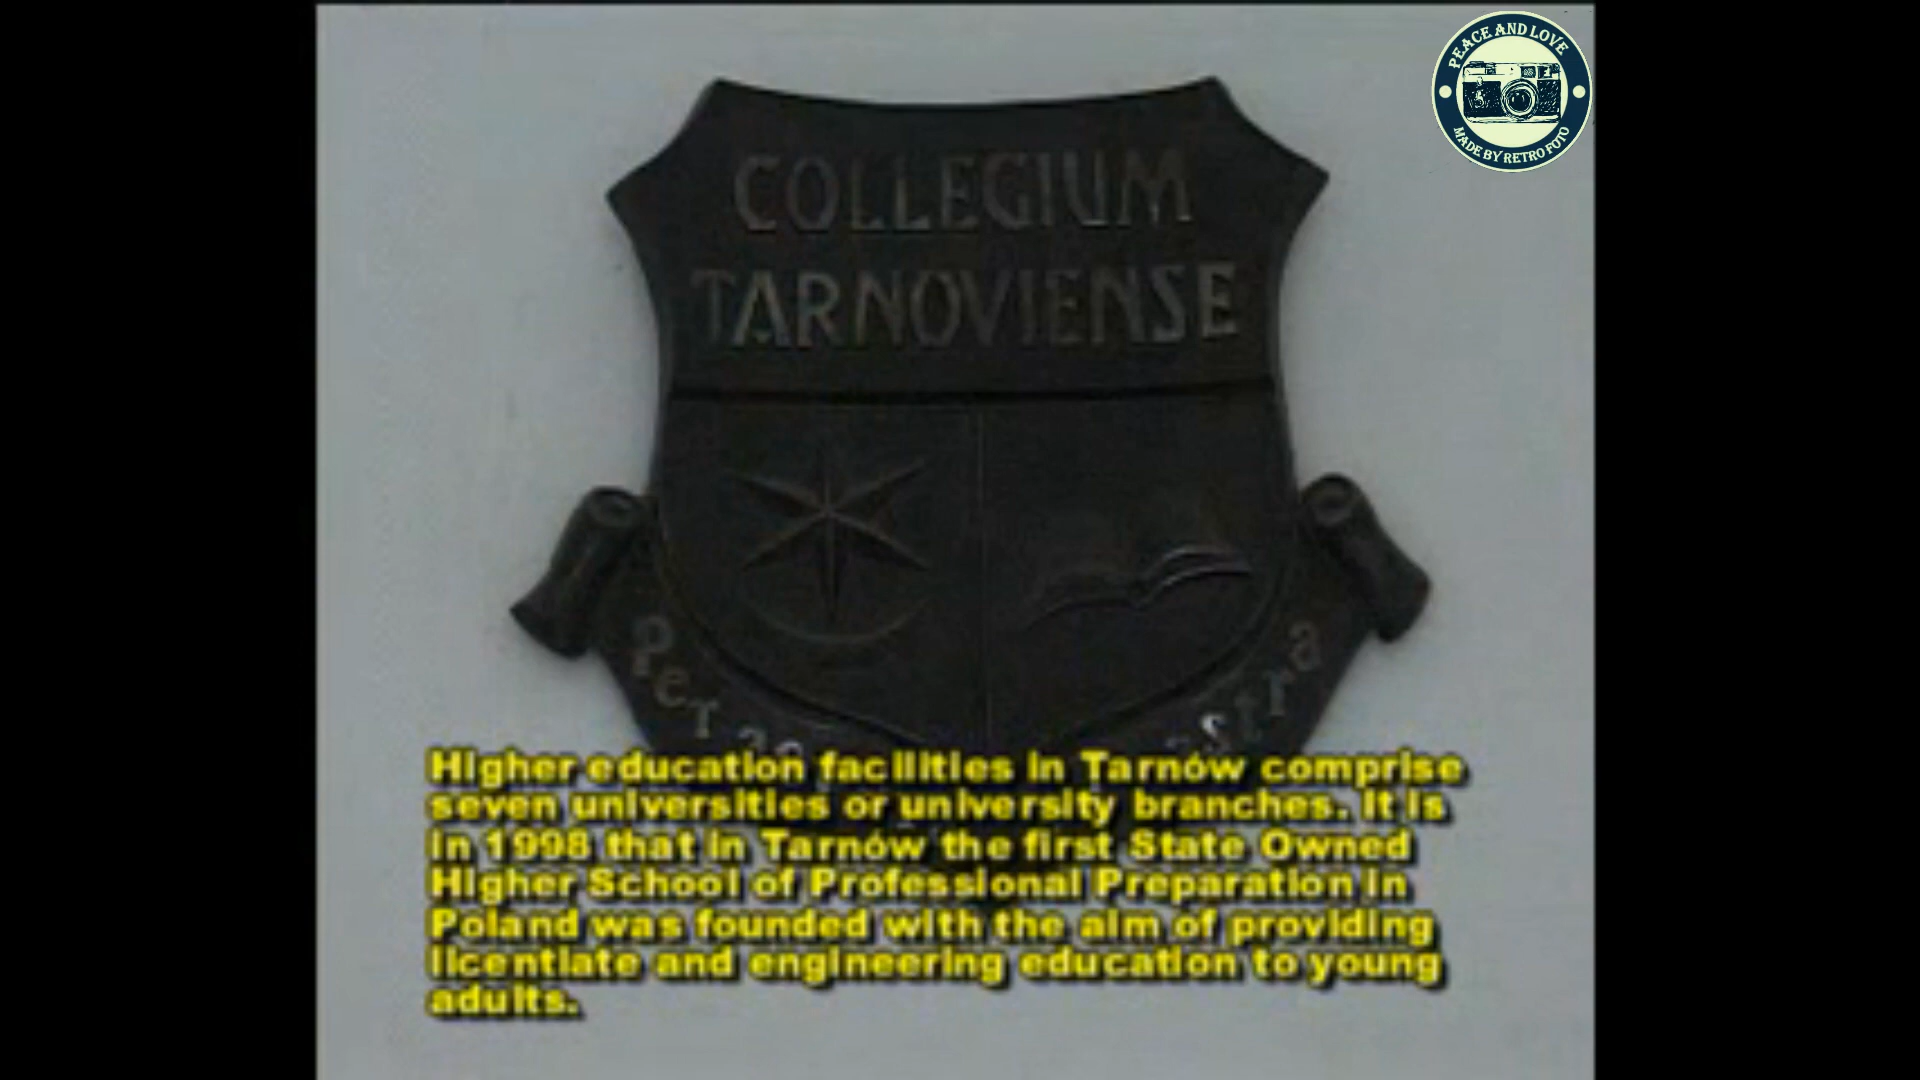 PEACE AND LOVE
MADE BY RETRO FOTO
COLLEGIUM
TARNOVIENSE
Per
astra
Higher education facilities in Tarnów comprise
seven universities or university branches. It is
in 1998 that in Tarnów the first State Owned
Higher School of Professional Preparation in
Poland was founded with the aim of providing
licentiate and engineering education to young
adults.